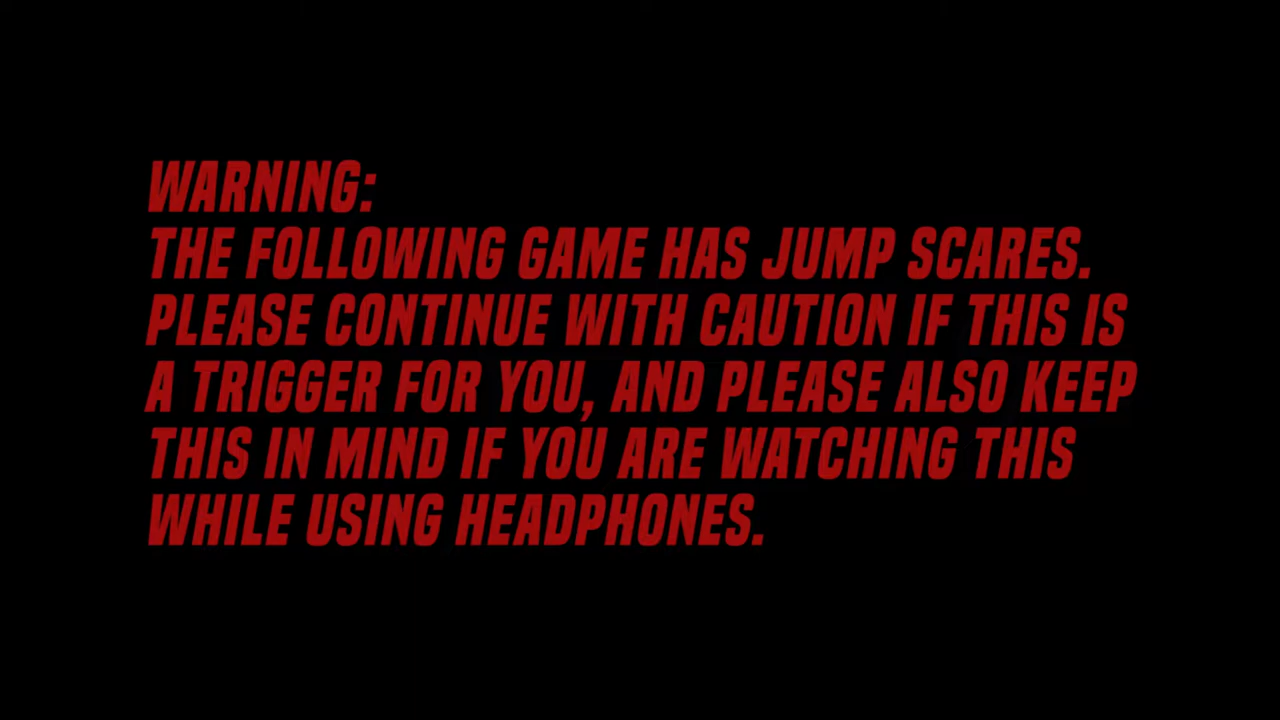 WARNING:
THE FOLLOWING GAME HAS JUMP SCARES.
PLEASE CONTINUE WITH CAUTION IF THIS IS
A TRIGGER FOR YOU, AND PLEASE ALSO KEEP
THIS IN MIND IF YOU ARE WATCHING THIS
WHILE USING HEADPHONES.